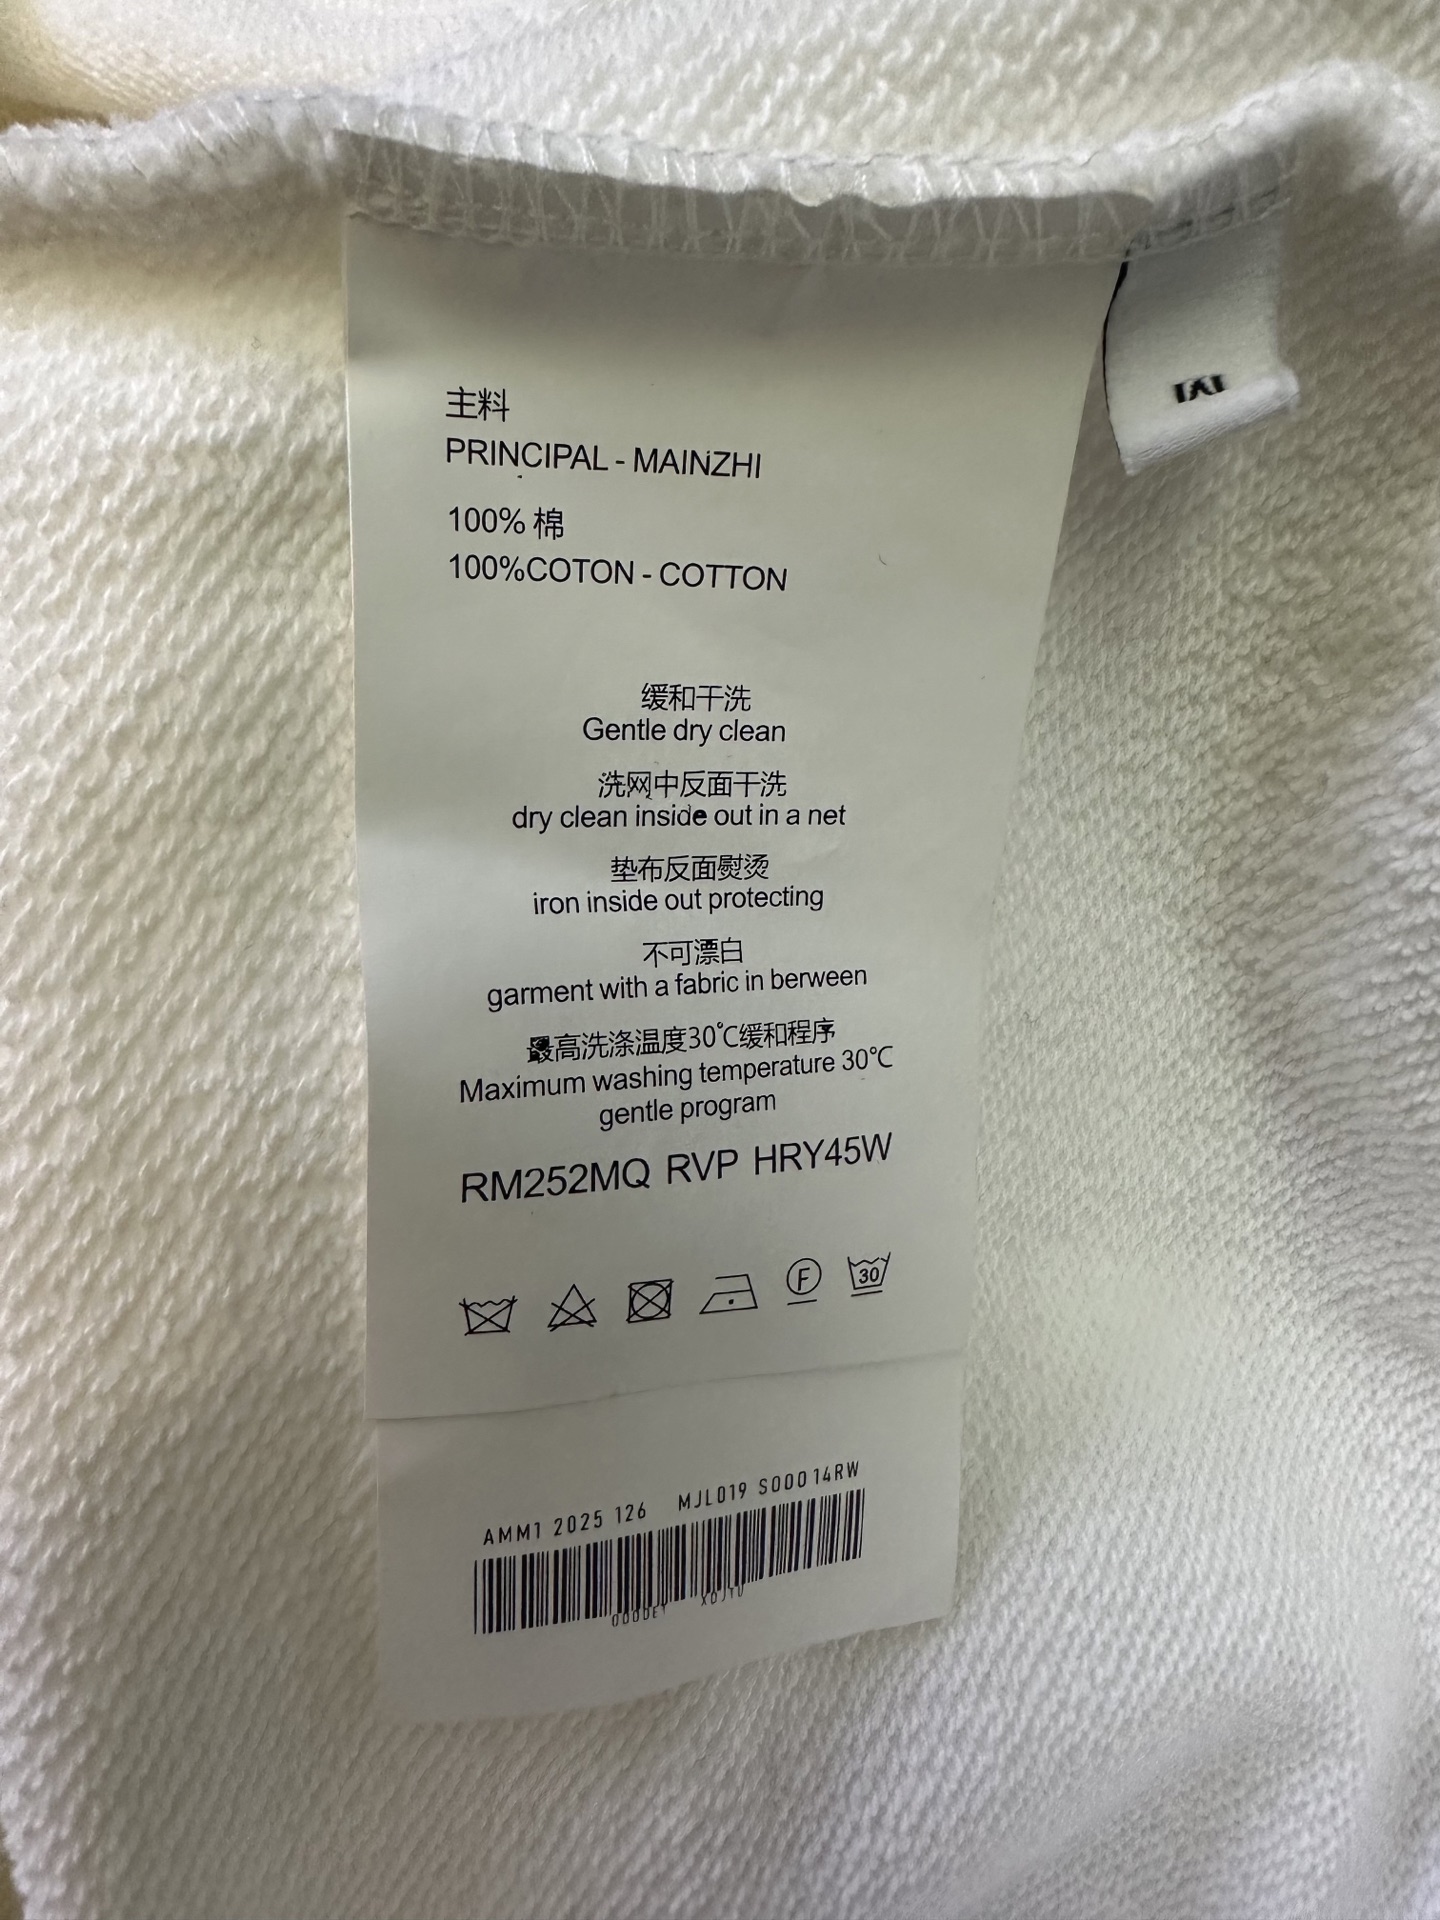 主料
PRINCIPAL - MAINZHI
100% 棉
100%COTON - COTTON
M
缓和干洗
Gentle dry clean
洗网中反面干洗
dry clean inside out in a net
垫布反面熨烫
iron inside out protecting
不可漂白
garment with a fabric in berween
最高洗涤温度30℃缓和程序
Maximum washing temperature 30℃
gentle program
RM252MQ RVP HRY45W
F 30
AMM1 2025 126 MJL019 S00014RW